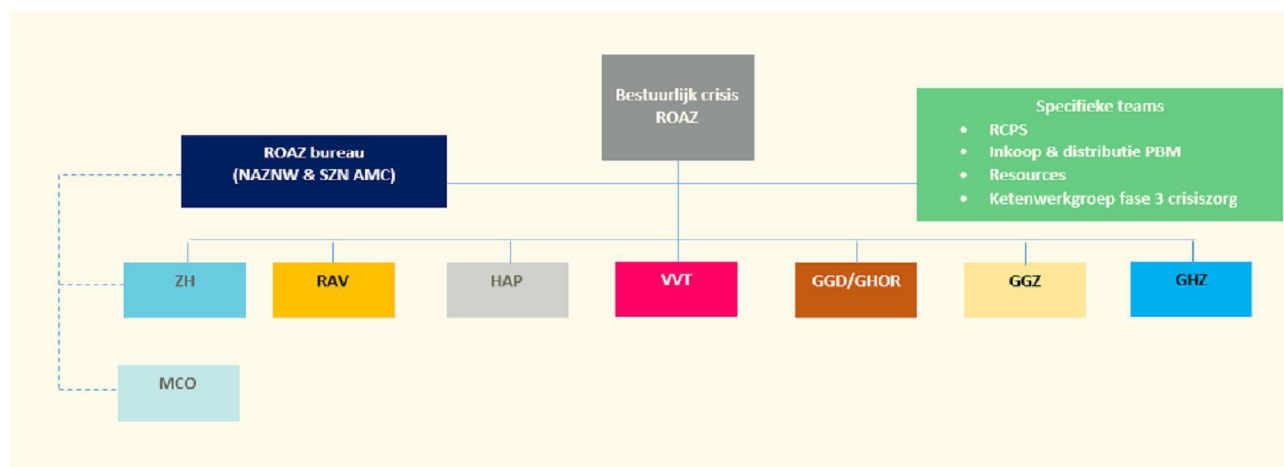 Bestuurlijk crisis
ROAZ
Specifieke teams
• RCPS
• Inkoop & distributie PBM
• Resources
• Ketenwerkgroep fase 3 crisiszorg
ROAZ bureau
(NAZNW & SZN AMC)
ZH
RAV
HAP
VVT
GGD/GHOR
GGZ
GHZ
MCO